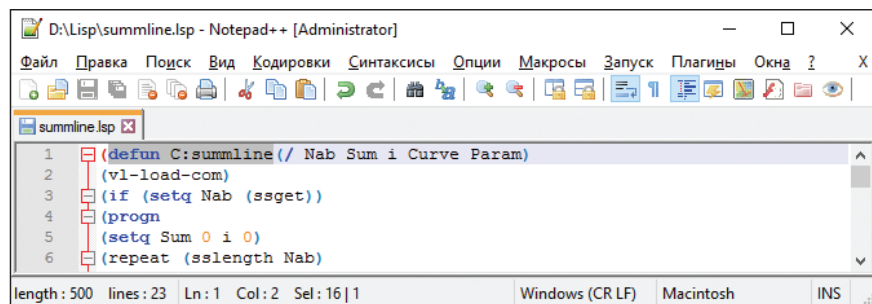 D:\Lisp\summline.lsp - Notepad++ [Administrator]
Файл Правка Поиск Вид Кодировки Синтаксисы Опции Макросы Запуск Плагины Окна ? X
summline.lsp
1 (defun C:summline(/ Nab Sum i Curve Param)
2 (vl-load-com)
3 (if (setq Nab (ssget))
4 (progn
5 (setq Sum 0 i 0)
6 (repeat (sslength Nab)
length : 500 lines : 23 Ln : 1 Col : 2 Sel : 16 | 1 Windows (CR LF) Macintosh INS